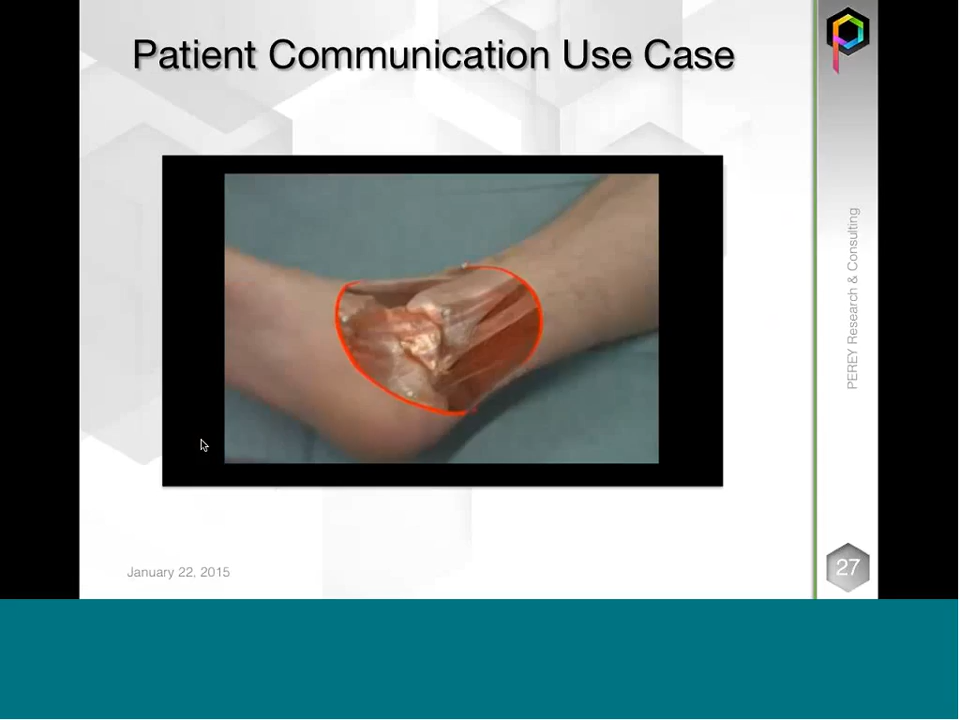 Patient Communication Use Case
PEREY Research & Consulting
January 22, 2015
27